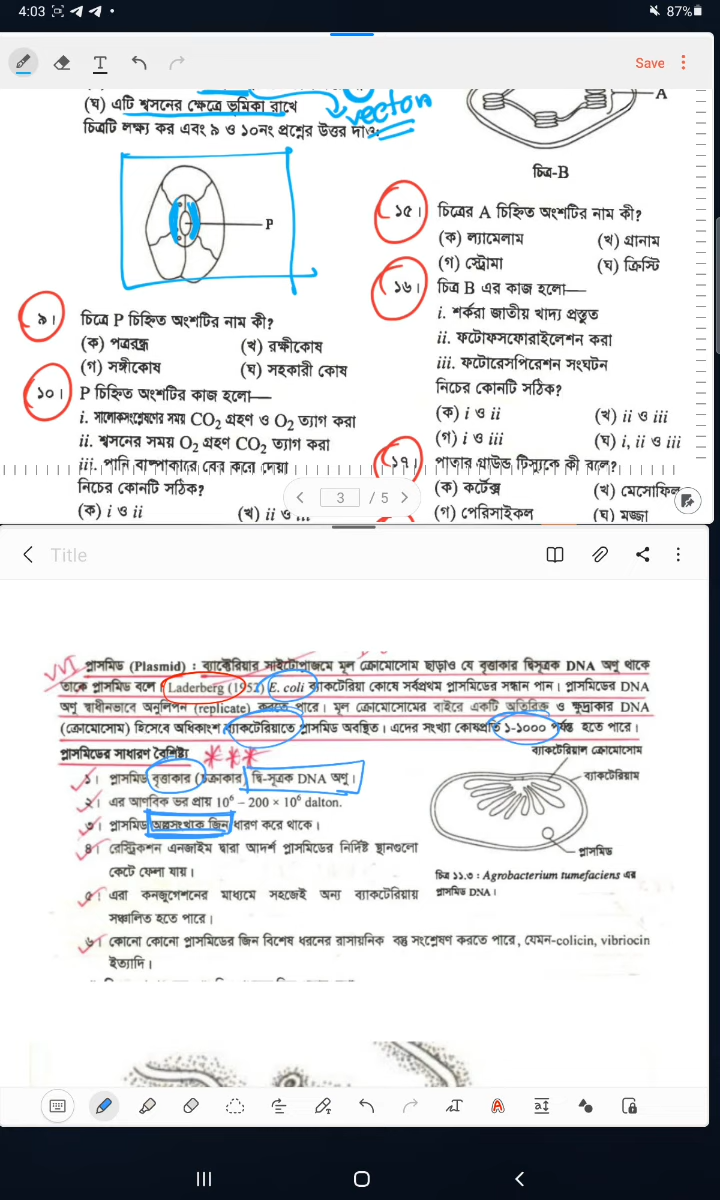 4:03
87%
Save
(ঘ) এটি শ্বসনের ক্ষেত্রে ভূমিকা রাখে
vector
চিত্রটি লক্ষ্য কর এবং ৯ ও ১০নং প্রশ্নের উত্তর দাও:
P
৯। চিত্রে P চিহ্নিত অংশটির নাম কী?
(ক) পত্ররন্ধ্র (খ) রক্ষীকোষ
(গ) সঙ্গীকোষ (ঘ) সহকারী কোষ
১০। P চিহ্নিত অংশটির কাজ হলো—
i. সালোকসংশ্লেষণের সময় CO₂ গ্রহণ ও O₂ ত্যাগ করা
ii. শ্বসনের সময় O₂ গ্রহণ CO₂ ত্যাগ করা
iii. পানি বাষ্পাকারে বের করে দেয়া
নিচের কোনটি সঠিক?
(ক) i ও ii (খ) ii ও iii
A
চিত্র-B
১৫। চিত্রের A চিহ্নিত অংশটির নাম কী?
(ক) ল্যামেলাম (খ) গ্রানাম
(গ) স্ট্রোমা (ঘ) ক্রিস্টি
১৬। চিত্র B এর কাজ হলো—
i. শর্করা জাতীয় খাদ্য প্রস্তুত
ii. ফটোফসফোরাইলেশন করা
iii. ফটোরেসপিরেশন সংঘটন
নিচের কোনটি সঠিক?
(ক) i ও ii (খ) ii ও iii
(গ) i ও iii (ঘ) i, ii ও iii
১৭। পাতার গ্রাউন্ড টিস্যুকে কী বলে?
(ক) কর্টেক্স (খ) মেসোফিল
(গ) পেরিসাইকল (ঘ) মজ্জা
3 / 5
Title
VVI প্লাসমিড (Plasmid) : ব্যাক্টেরিয়ার সাইটোপ্লাজমে মূল ক্রোমোসোম ছাড়াও যে বৃত্তাকার দ্বিসূত্রক DNA অণু থাকে
তাকে প্লাসমিড বলে। Laderberg (1952) E. coli ব্যাকটেরিয়া কোষে সর্বপ্রথম প্লাসমিডের সন্ধান পান। প্লাসমিডের DNA
অণু স্বাধীনভাবে অনুলিপন (replicate) করতে পারে। মূল ক্রোমোসোমের বাইরে একটি অতিরিক্ত ও ক্ষুদ্রাকার DNA
(ক্রোমোসোম) হিসেবে অধিকাংশ ব্যাকটেরিয়াতে প্লাসমিড অবস্থিত। এদের সংখ্যা কোষপ্রতি ১-১০০০ পর্যন্ত হতে পারে।
প্লাসমিডের সাধারণ বৈশিষ্ট্য
১। প্লাসমিড বৃত্তাকার (চক্রাকার) দ্বি-সূত্রক DNA অণু।
২। এর আণবিক ভর প্রায় 10⁶ – 200 × 10⁶ dalton.
৩। প্লাসমিড অল্পসংখ্যক জিন ধারণ করে থাকে।
৪। রেস্ট্রিকশন এনজাইম দ্বারা আদর্শ প্লাসমিডের নির্দিষ্ট স্থানগুলো
কেটে ফেলা যায়।
৫। এরা কনজুগেশনের মাধ্যমে সহজেই অন্য ব্যাকটেরিয়ায়
সঞ্চালিত হতে পারে।
ব্যাকটেরিয়াল ক্রোমোসোম
ব্যাকটেরিয়াম
প্লাসমিড
চিত্র ১১.৩ : Agrobacterium tumefaciens এর
প্লাসমিড DNA।
৬। কোনো কোনো প্লাসমিডের জিন বিশেষ ধরনের রাসায়নিক বস্তু সংশ্লেষণ করতে পারে, যেমন-colicin, vibriocin
ইত্যাদি।